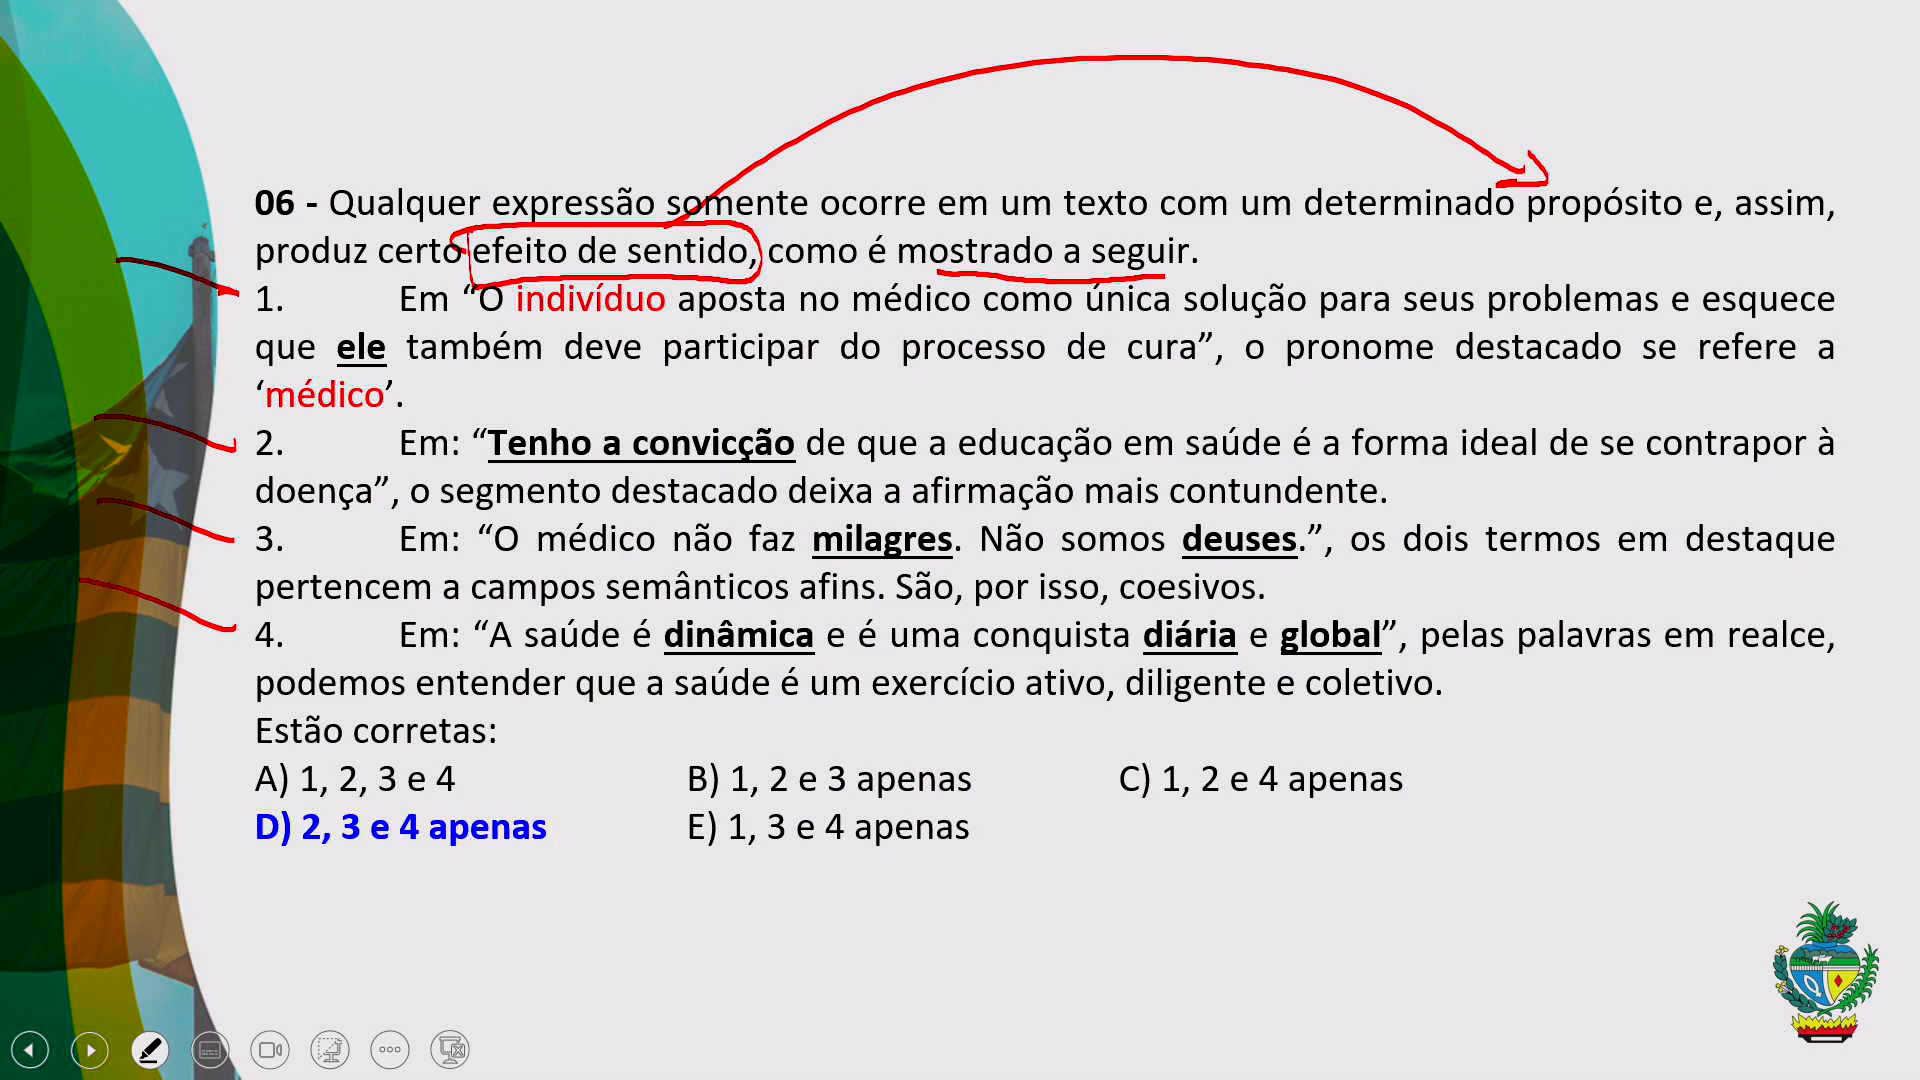 06 - Qualquer expressão somente ocorre em um texto com um determinado propósito e, assim,
produz certo efeito de sentido, como é mostrado a seguir.
1. Em “O indivíduo aposta no médico como única solução para seus problemas e esquece
que ele também deve participar do processo de cura”, o pronome destacado se refere a
‘médico’.
2. Em: “Tenho a convicção de que a educação em saúde é a forma ideal de se contrapor à
doença”, o segmento destacado deixa a afirmação mais contundente.
3. Em: “O médico não faz milagres. Não somos deuses.”, os dois termos em destaque
pertencem a campos semânticos afins. São, por isso, coesivos.
4. Em: “A saúde é dinâmica e é uma conquista diária e global”, pelas palavras em realce,
podemos entender que a saúde é um exercício ativo, diligente e coletivo.
Estão corretas:
A) 1, 2, 3 e 4 B) 1, 2 e 3 apenas C) 1, 2 e 4 apenas
D) 2, 3 e 4 apenas E) 1, 3 e 4 apenas